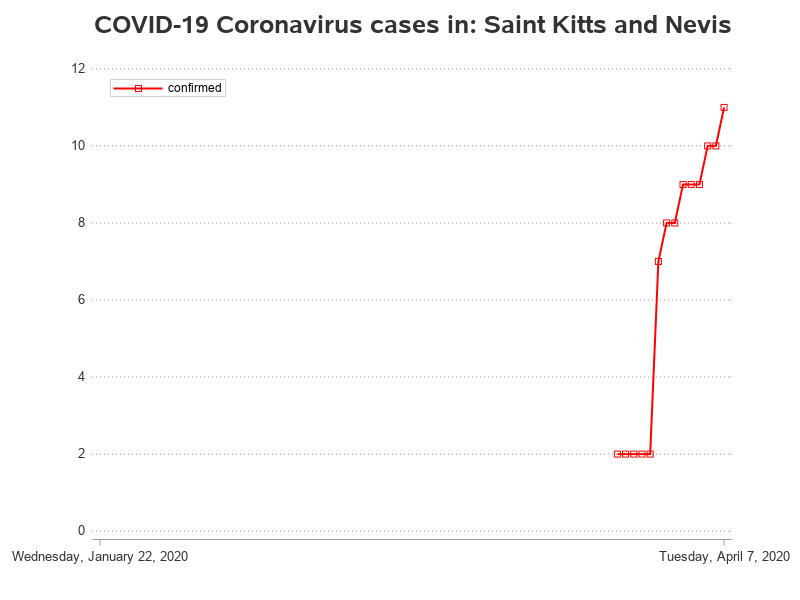 COVID-19 Coronavirus cases in: Saint Kitts and Nevis
12
confirmed
10
8
6
4
2
0
Wednesday, January 22, 2020
Tuesday, April 7, 2020